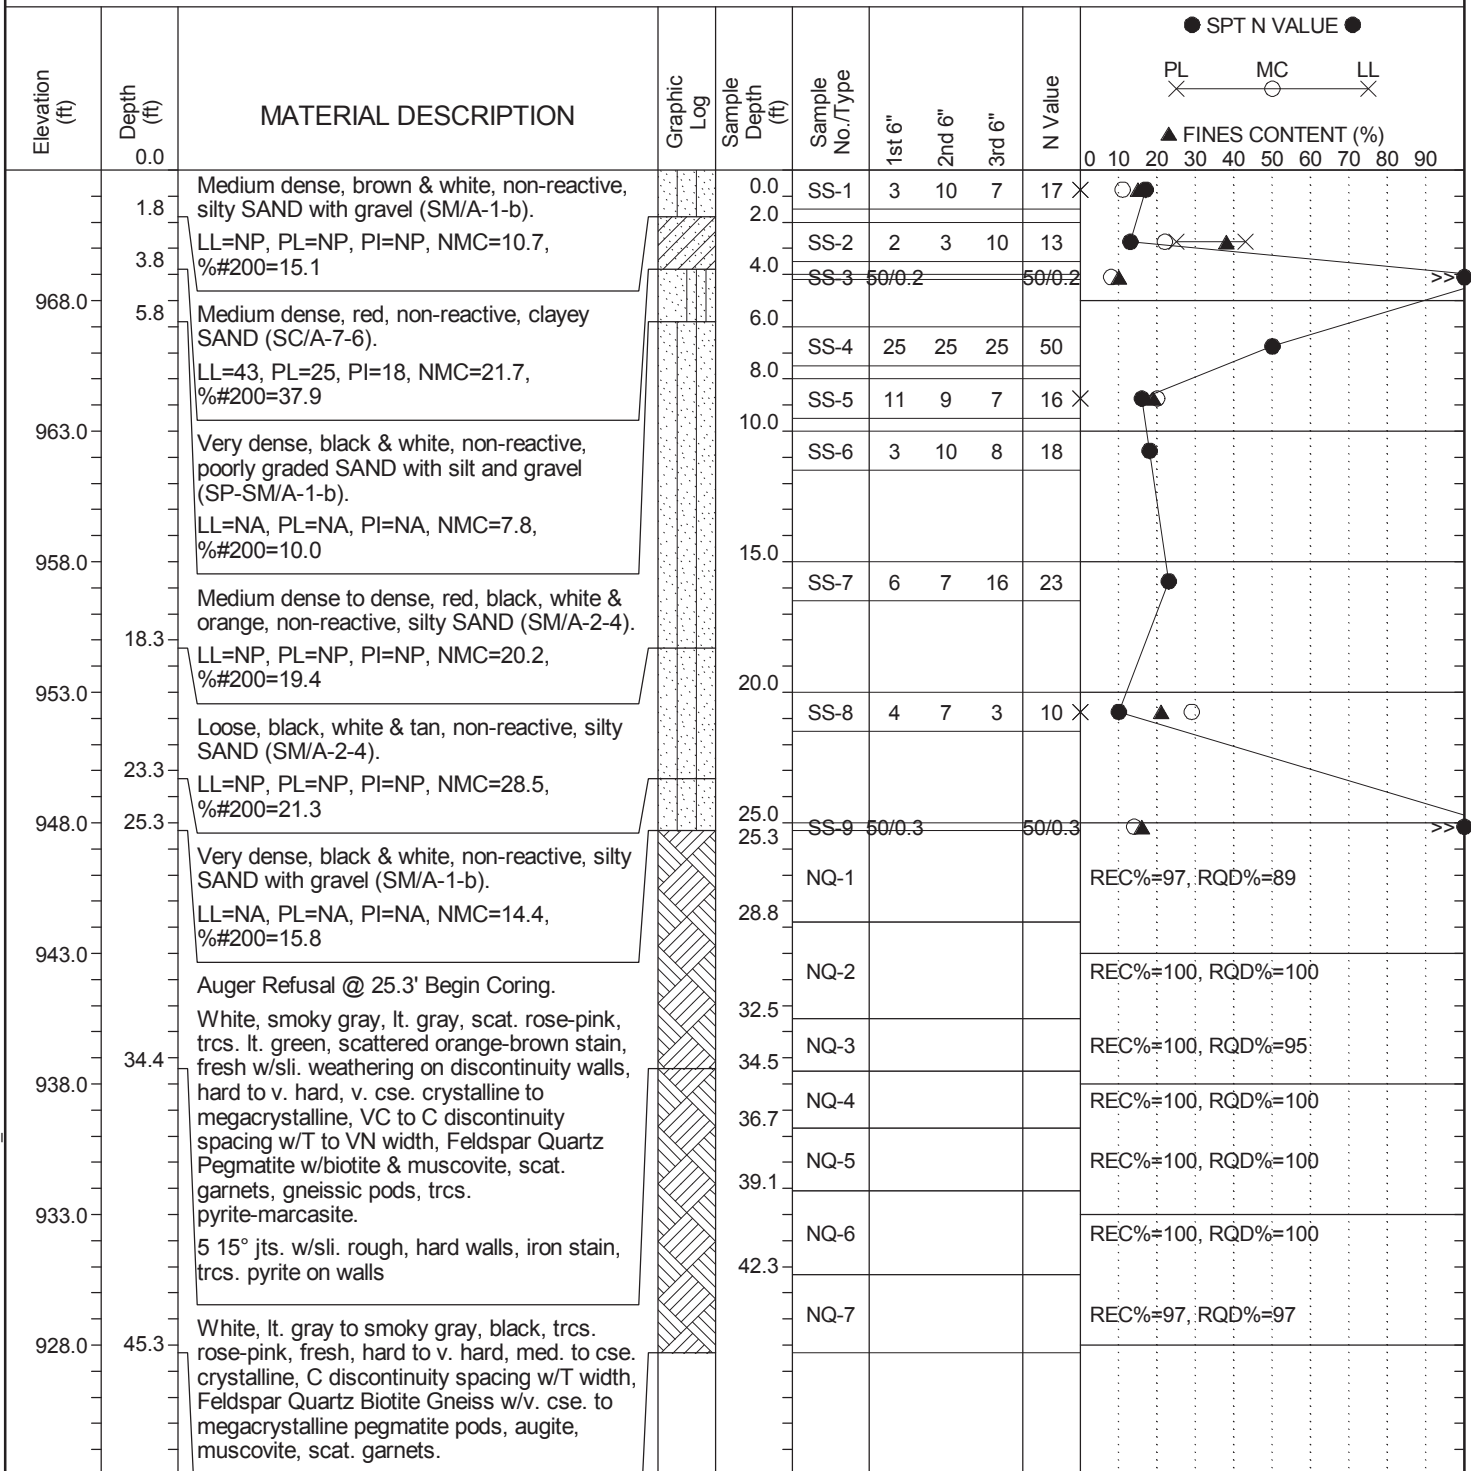 ● SPT N VALUE ●
PL MC LL
▲ FINES CONTENT (%)
Elevation (ft)
Depth (ft)
0.0
MATERIAL DESCRIPTION
Graphic Log
Sample Depth (ft)
Sample No./Type
1st 6"
2nd 6"
3rd 6"
N Value
0 10 20 30 40 50 60 70 80 90
Medium dense, brown & white, non-reactive,
silty SAND with gravel (SM/A-1-b).
LL=NP, PL=NP, PI=NP, NMC=10.7,
%#200=15.1
Medium dense, red, non-reactive, clayey
SAND (SC/A-7-6).
LL=43, PL=25, PI=18, NMC=21.7,
%#200=37.9
Very dense, black & white, non-reactive,
poorly graded SAND with silt and gravel
(SP-SM/A-1-b).
LL=NA, PL=NA, PI=NA, NMC=7.8,
%#200=10.0
Medium dense to dense, red, black, white &
orange, non-reactive, silty SAND (SM/A-2-4).
LL=NP, PL=NP, PI=NP, NMC=20.2,
%#200=19.4
Loose, black, white & tan, non-reactive, silty
SAND (SM/A-2-4).
LL=NP, PL=NP, PI=NP, NMC=28.5,
%#200=21.3
Very dense, black & white, non-reactive, silty
SAND with gravel (SM/A-1-b).
LL=NA, PL=NA, PI=NA, NMC=14.4,
%#200=15.8
Auger Refusal @ 25.3' Begin Coring.
White, smoky gray, lt. gray, scat. rose-pink,
trcs. lt. green, scattered orange-brown stain,
fresh w/sli. weathering on discontinuity walls,
hard to v. hard, v. cse. crystalline to
megacrystalline, VC to C discontinuity
spacing w/T to VN width, Feldspar Quartz
Pegmatite w/biotite & muscovite, scat.
garnets, gneissic pods, trcs.
pyrite-marcasite.
5 15° jts. w/sli. rough, hard walls, iron stain,
trcs. pyrite on walls
White, lt. gray to smoky gray, black, trcs.
rose-pink, fresh, hard to v. hard, med. to cse.
crystalline, C discontinuity spacing w/T width,
Feldspar Quartz Biotite Gneiss w/v. cse. to
megacrystalline pegmatite pods, augite,
muscovite, scat. garnets.
968.0
963.0
958.0
953.0
948.0
943.0
938.0
933.0
928.0
1.8
3.8
5.8
18.3
23.3
25.3
34.4
45.3
0.0
2.0
4.0
6.0
8.0
10.0
15.0
20.0
25.0
25.3
28.8
32.5
34.5
36.7
39.1
42.3
SS-1 3 10 7 17
SS-2 2 3 10 13
SS-3 50/0.2 50/0.2 >>
SS-4 25 25 25 50
SS-5 11 9 7 16
SS-6 3 10 8 18
SS-7 6 7 16 23
SS-8 4 7 3 10
SS-9 50/0.3 50/0.3 >>
NQ-1 REC%=97, RQD%=89
NQ-2 REC%=100, RQD%=100
NQ-3 REC%=100, RQD%=95
NQ-4 REC%=100, RQD%=100
NQ-5 REC%=100, RQD%=100
NQ-6 REC%=100, RQD%=100
NQ-7 REC%=97, RQD%=97